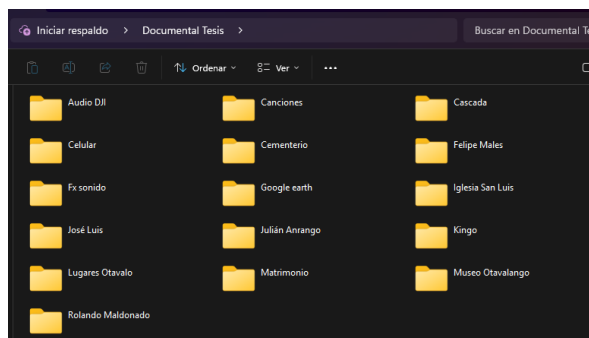 Iniciar respaldo > Documental Tesis >
Buscar en Documental Te
Ordenar Ver ...
Audio DJI Canciones Cascada
Celular Cementerio Felipe Males
Fx sonido Google earth Iglesia San Luis
José Luis Julián Anrango Kingo
Lugares Otavalo Matrimonio Museo Otavalango
Rolando Maldonado